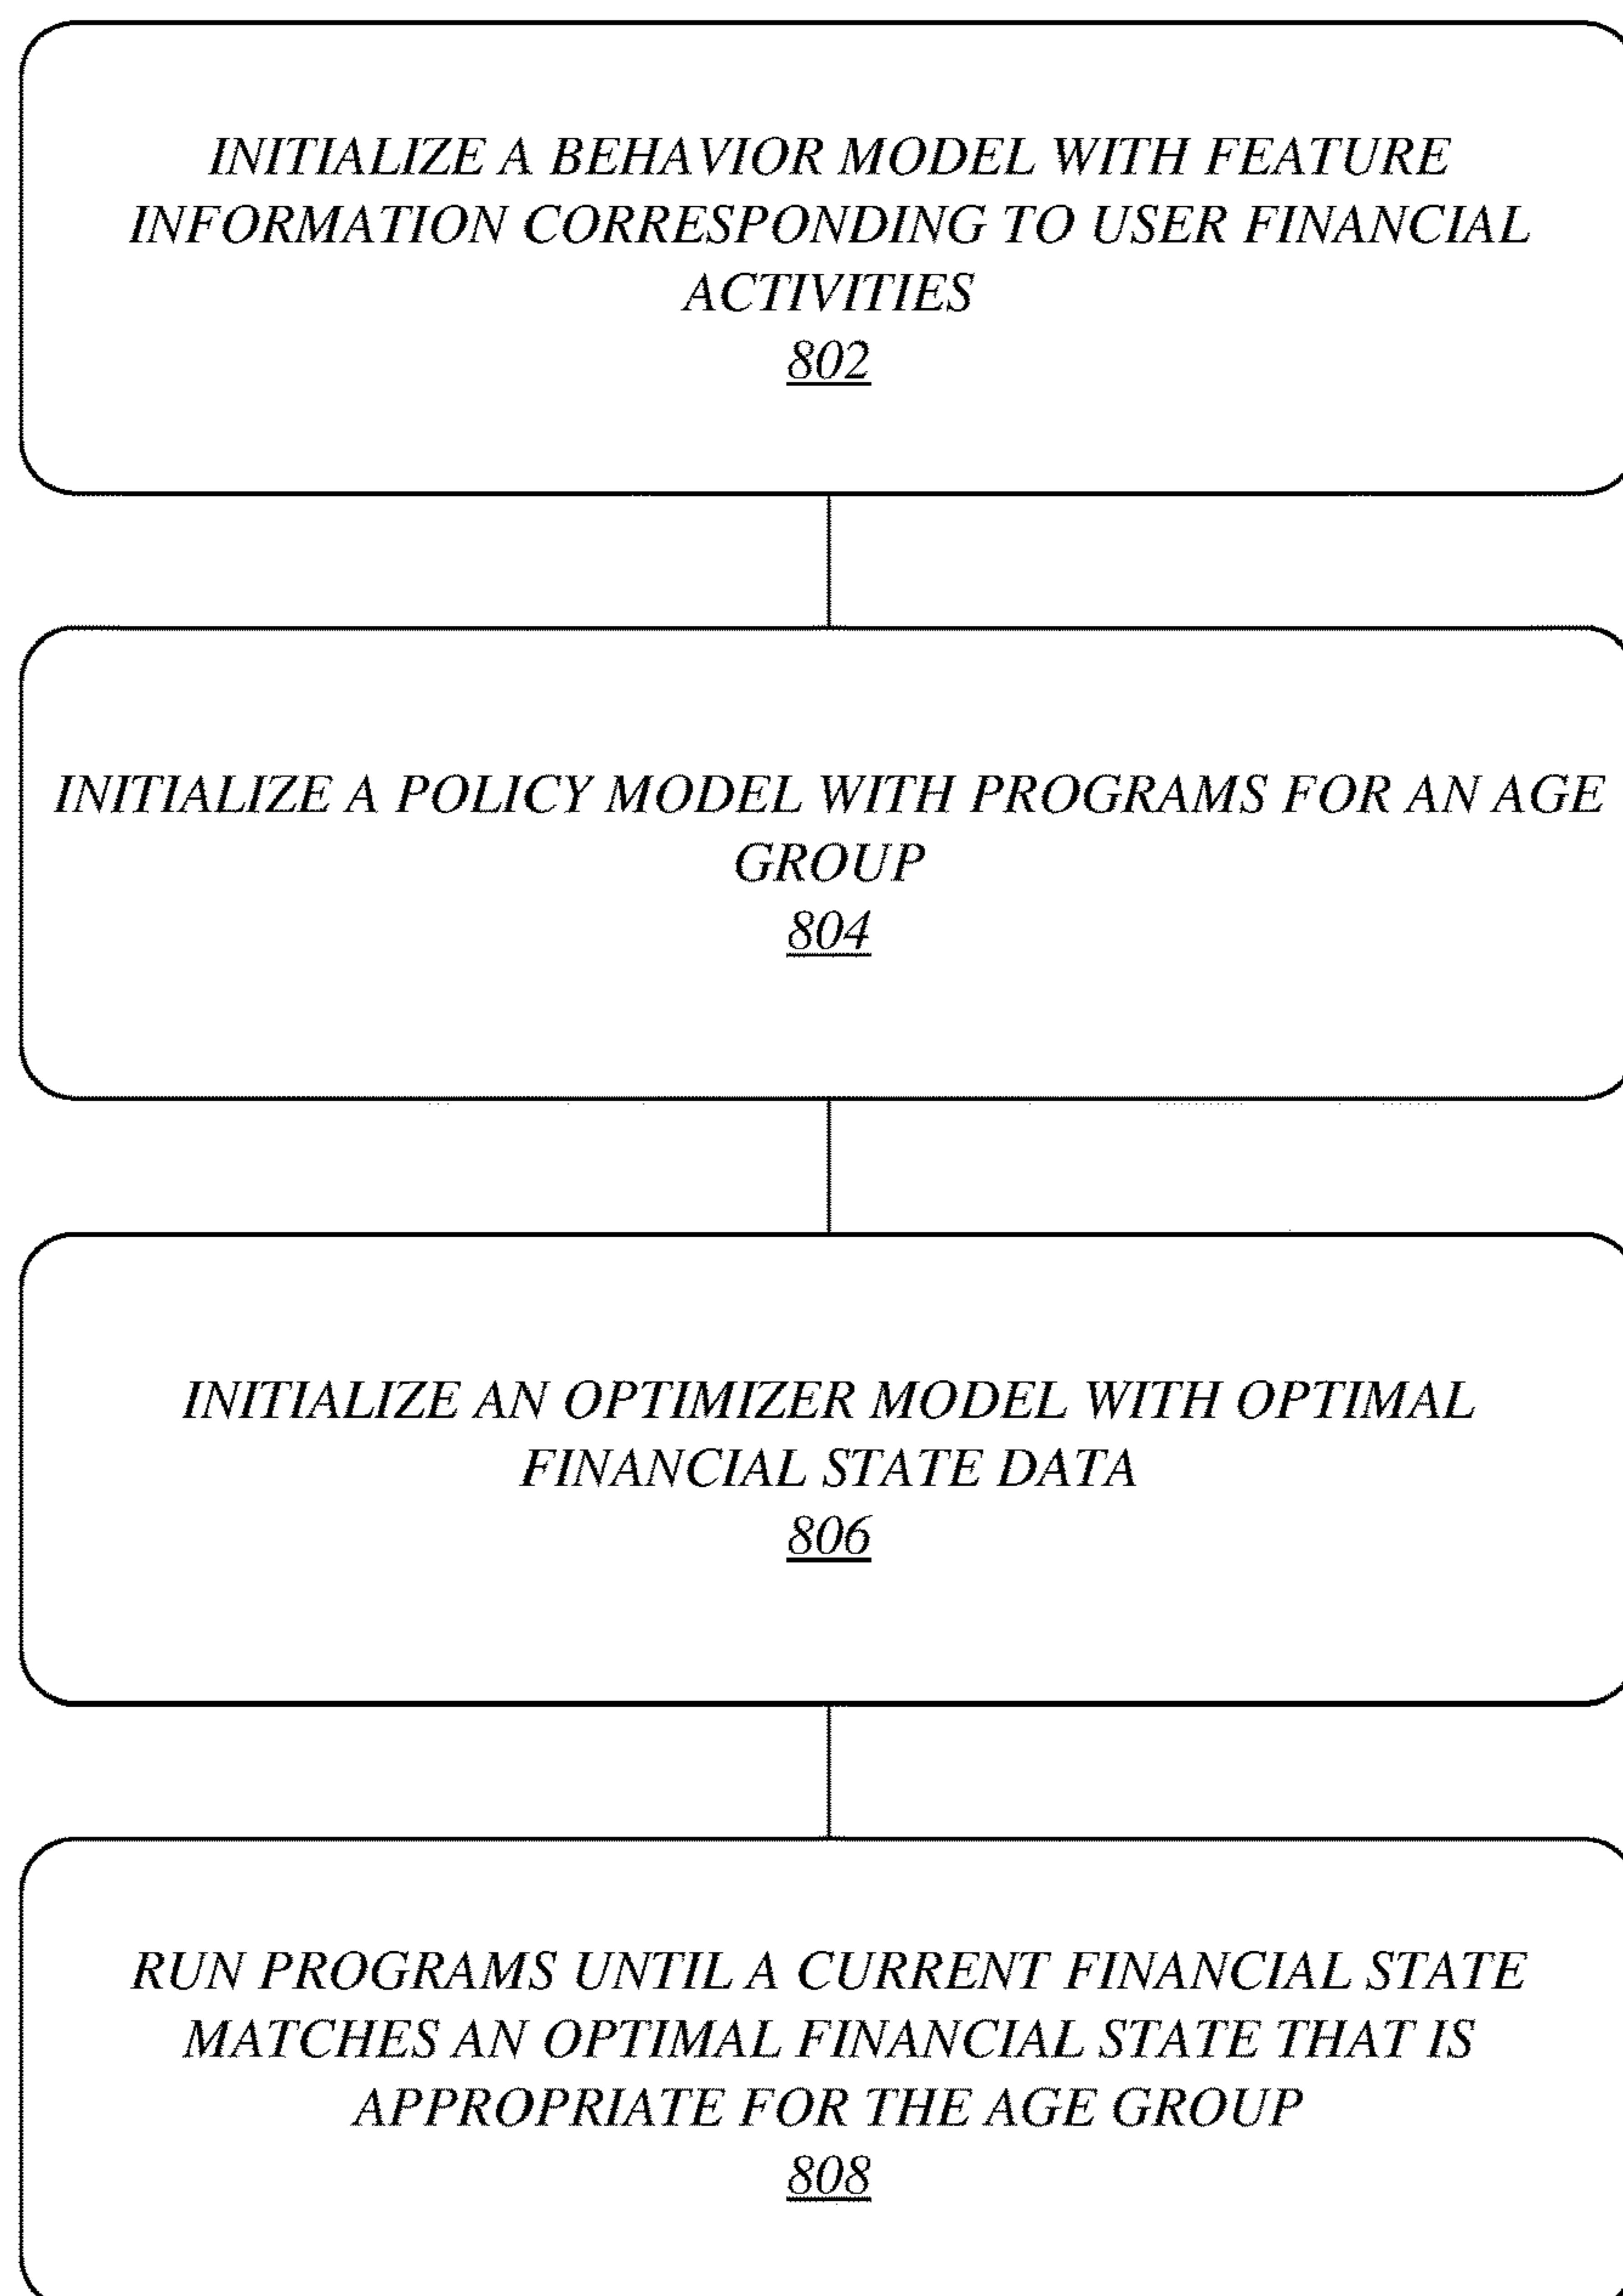 INITIALIZE A BEHAVIOR MODEL WITH FEATURE
INFORMATION CORRESPONDING TO USER FINANCIAL
ACTIVITIES
802
INITIALIZE A POLICY MODEL WITH PROGRAMS FOR AN AGE
GROUP
804
INITIALIZE AN OPTIMIZER MODEL WITH OPTIMAL
FINANCIAL STATE DATA
806
RUN PROGRAMS UNTIL A CURRENT FINANCIAL STATE
MATCHES AN OPTIMAL FINANCIAL STATE THAT IS
APPROPRIATE FOR THE AGE GROUP
808